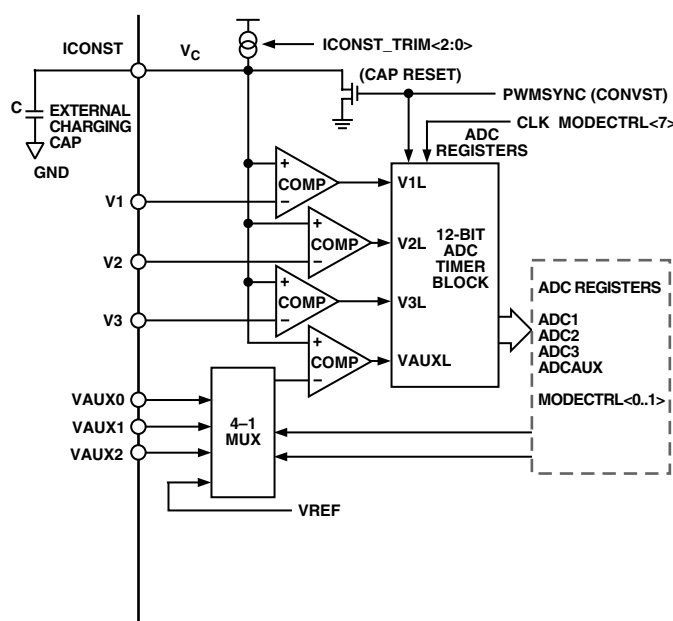 ICONST
VC
ICONST_TRIM<2:0>
(CAP RESET)
PWMSYNC (CONVST)
C
EXTERNAL
CHARGING
CAP
GND
CLK MODECTRL<7>
ADC
REGISTERS
+
COMP
–
V1L
V1
+
COMP
–
V2L
V2
12-BIT
ADC
TIMER
BLOCK
+
COMP
–
V3L
V3
+
COMP
–
VAUXL
ADC REGISTERS
ADC1
ADC2
ADC3
ADCAUX
MODECTRL<0..1>
VAUX0
VAUX1
VAUX2
4–1
MUX
VREF